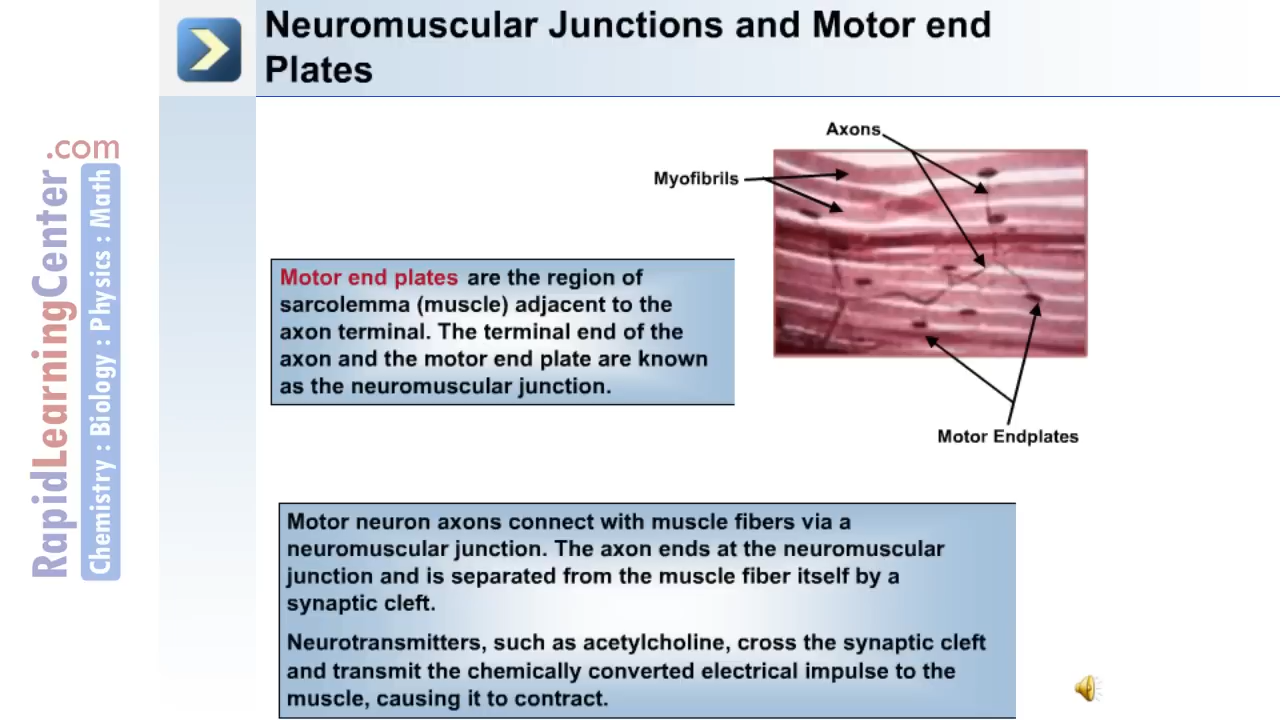 Neuromuscular Junctions and Motor end
Plates
RapidLearningCenter.com
Chemistry : Biology : Physics : Math
Axons
Myofibrils
Motor end plates are the region of
sarcolemma (muscle) adjacent to the
axon terminal. The terminal end of the
axon and the motor end plate are known
as the neuromuscular junction.
Motor Endplates
Motor neuron axons connect with muscle fibers via a
neuromuscular junction. The axon ends at the neuromuscular
junction and is separated from the muscle fiber itself by a
synaptic cleft.
Neurotransmitters, such as acetylcholine, cross the synaptic cleft
and transmit the chemically converted electrical impulse to the
muscle, causing it to contract.